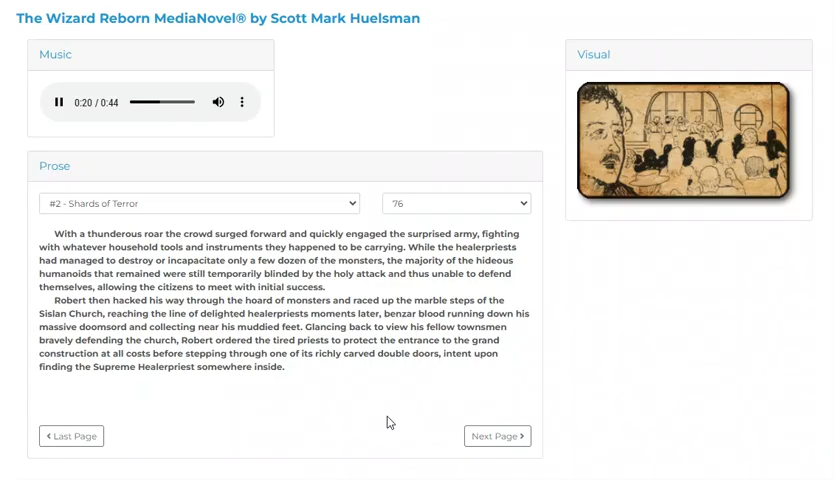 The Wizard Reborn MediaNovel® by Scott Mark Huelsman
Music
0:20 / 0:44
Visual
Prose
#2 - Shards of Terror
76
With a thunderous roar the crowd surged forward and quickly engaged the surprised army, fighting
with whatever household tools and instruments they happened to be carrying. While the healerpriests
had managed to destroy or incapacitate only a few dozen of the monsters, the majority of the hideous
humanoids that remained were still temporarily blinded by the holy attack and thus unable to defend
themselves, allowing the citizens to meet with initial success.
Robert then hacked his way through the hoard of monsters and raced up the marble steps of the
Sislan Church, reaching the line of delighted healerpriests moments later, benzar blood running down his
massive doomsord and collecting near his muddied feet. Glancing back to view his fellow townsmen
bravely defending the church, Robert ordered the tired priests to protect the entrance to the grand
construction at all costs before stepping through one of its richly carved double doors, intent upon
finding the Supreme Healerpriest somewhere inside.
Last Page
Next Page